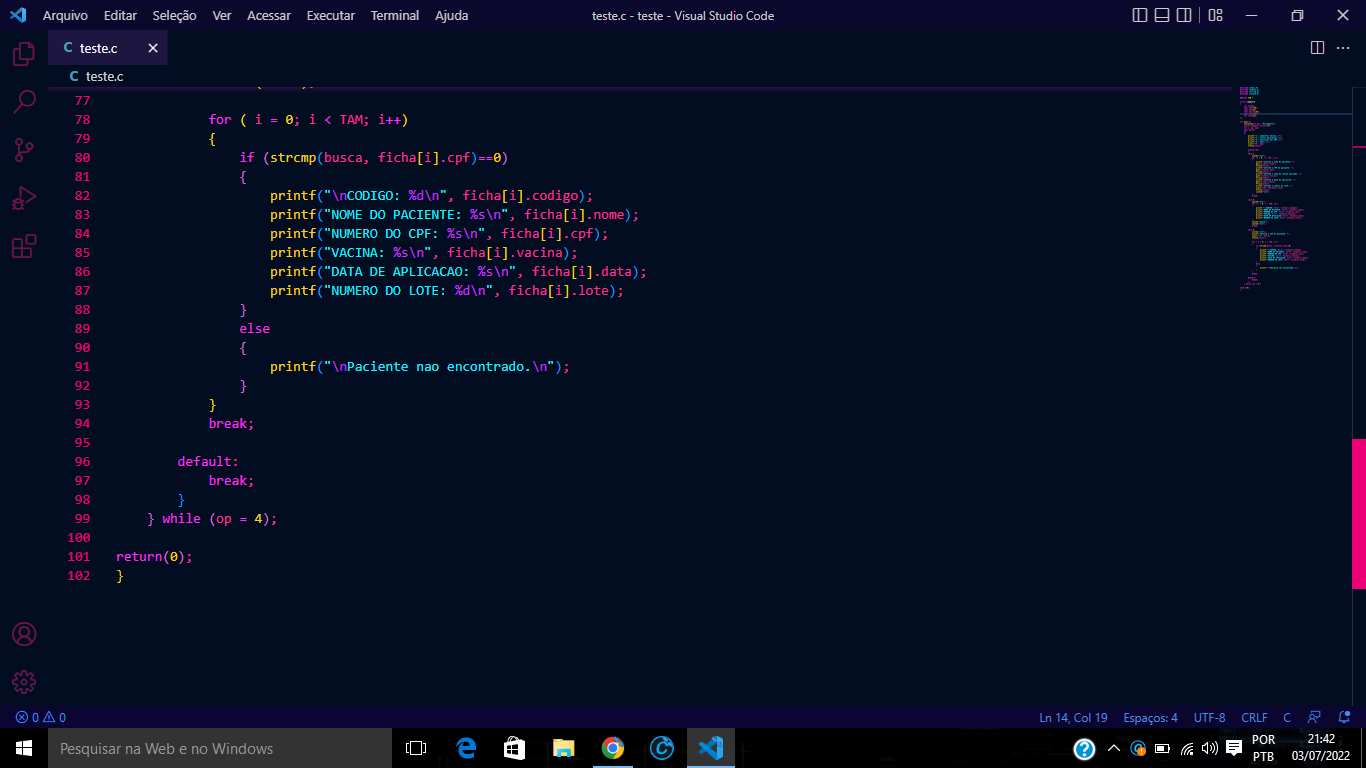 Arquivo Editar Seleção Ver Acessar Executar Terminal Ajuda teste.c - teste - Visual Studio Code
C teste.c
C teste.c
77
78 for ( i = 0; i < TAM; i++)
79 {
80 if (strcmp(busca, ficha[i].cpf)==0)
81 {
82 printf("\nCODIGO: %d\n", ficha[i].codigo);
83 printf("NOME DO PACIENTE: %s\n", ficha[i].nome);
84 printf("NUMERO DO CPF: %s\n", ficha[i].cpf);
85 printf("VACINA: %s\n", ficha[i].vacina);
86 printf("DATA DE APLICACAO: %s\n", ficha[i].data);
87 printf("NUMERO DO LOTE: %d\n", ficha[i].lote);
88 }
89 else
90 {
91 printf("\nPaciente nao encontrado.\n");
92 }
93 }
94 break;
95
96 default:
97 break;
98 }
99 } while (op = 4);
100
101 return(0);
102 }
0 0 Ln 14, Col 19 Espaços: 4 UTF-8 CRLF C
Pesquisar na Web e no Windows
POR
PTB
21:42
03/07/2022